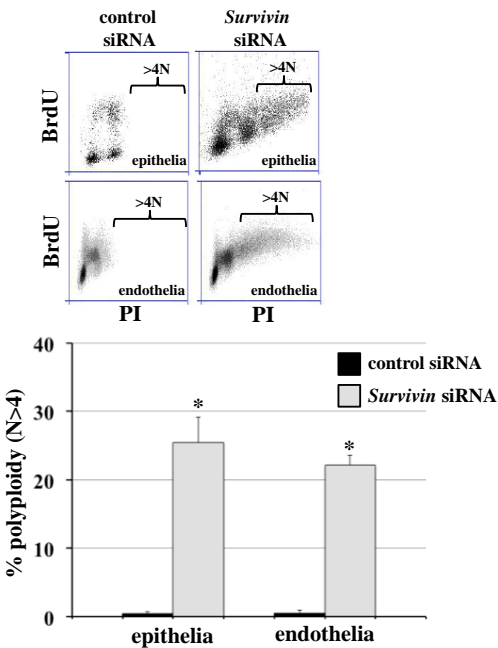 control siRNA
Survivin siRNA
BrdU
>4N
epithelia
>4N
epithelia
BrdU
>4N
endothelia
>4N
endothelia
PI
PI
% polyploidy (N>4)
40
30
20
10
0
control siRNA
Survivin siRNA
*
*
epithelia
endothelia